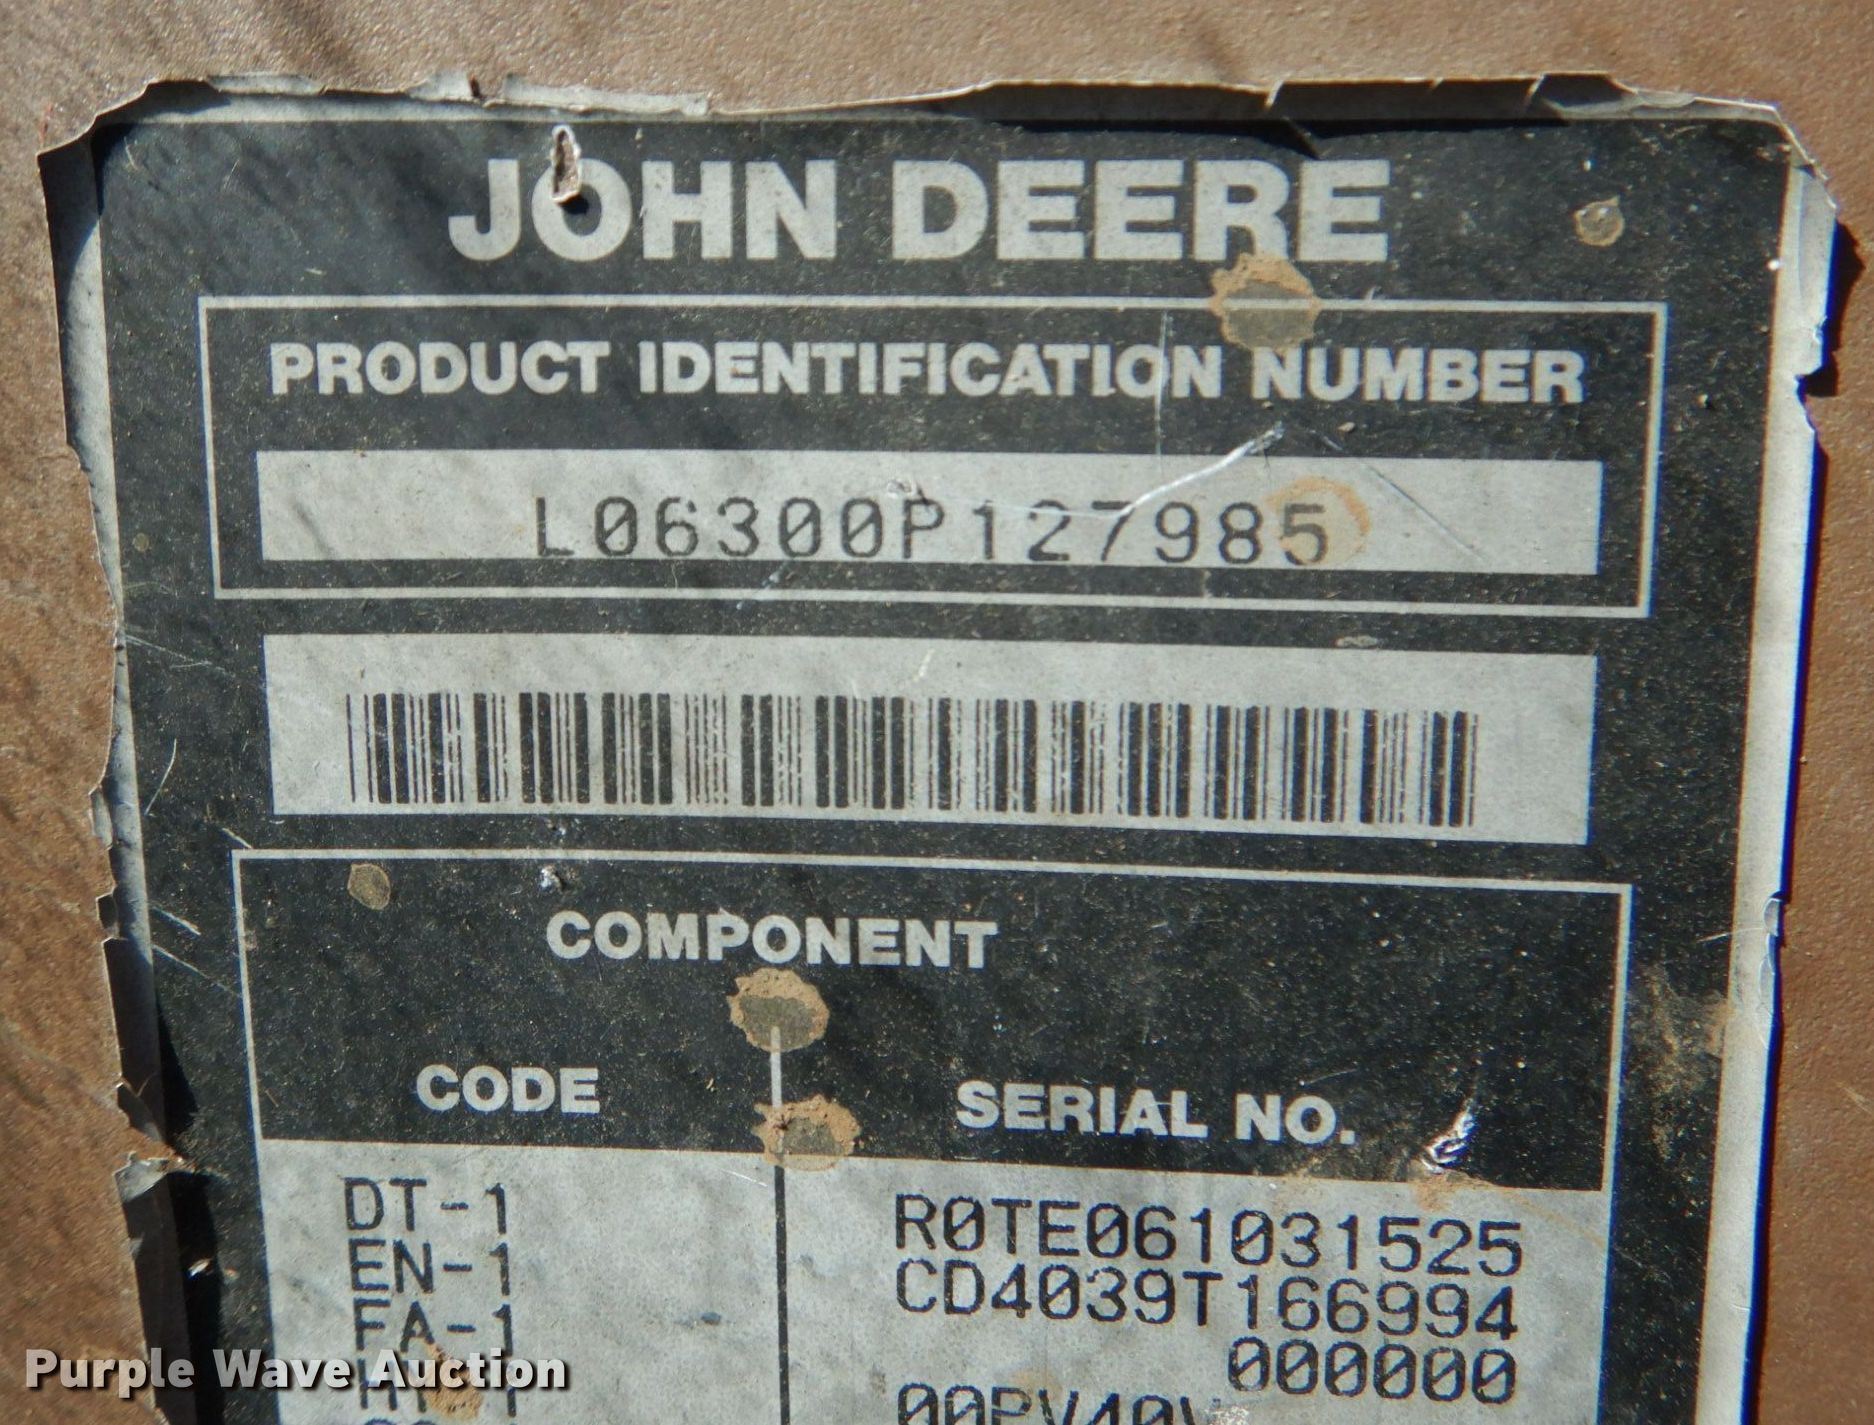 JOHN DEERE
PRODUCT IDENTIFICATION NUMBER
L06300P127985
COMPONENT
CODE SERIAL NO.
DT-1 R0TE061031525
EN-1 CD4039T166994
FA-1 000000
Purple Wave Auction